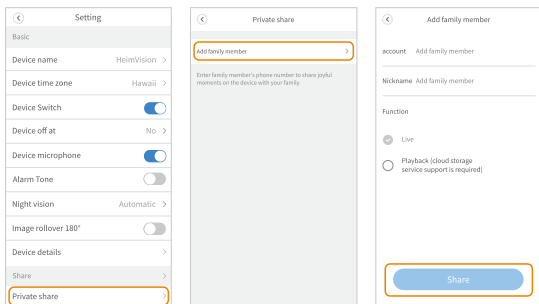 Setting
Basic
Device name HeimVision
Device time zone Hawaii
Device Switch
Device off at No
Device microphone
Alarm Tone
Night vision Automatic
Image rollover 180°
Device details
Share
Private share
Private share
Add family member
Enter family member's phone number to share joyful
moments on the device with your family
Add family member
account Add family member
Nickname Add family member
Function
Live
Playback (cloud storage
service support is required)
Share